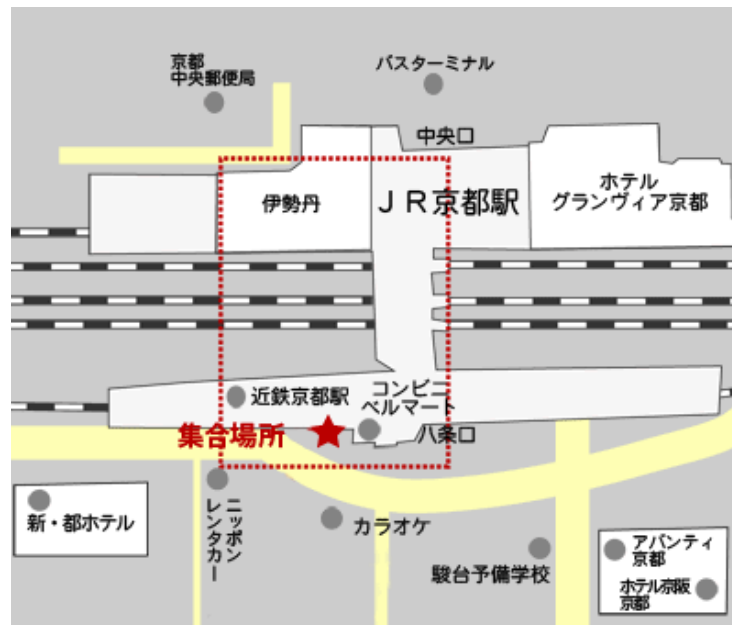 京都
中央郵便局
バスターミナル
中央口
伊勢丹
ＪＲ京都駅
ホテル
グランヴィア京都
近鉄京都駅
コンビニ
ベルマート
集合場所
八条口
新・都ホテル
ニッポン
レンタカー
カラオケ
駿台予備学校
アバンティ
京都
ホテル京阪
京都